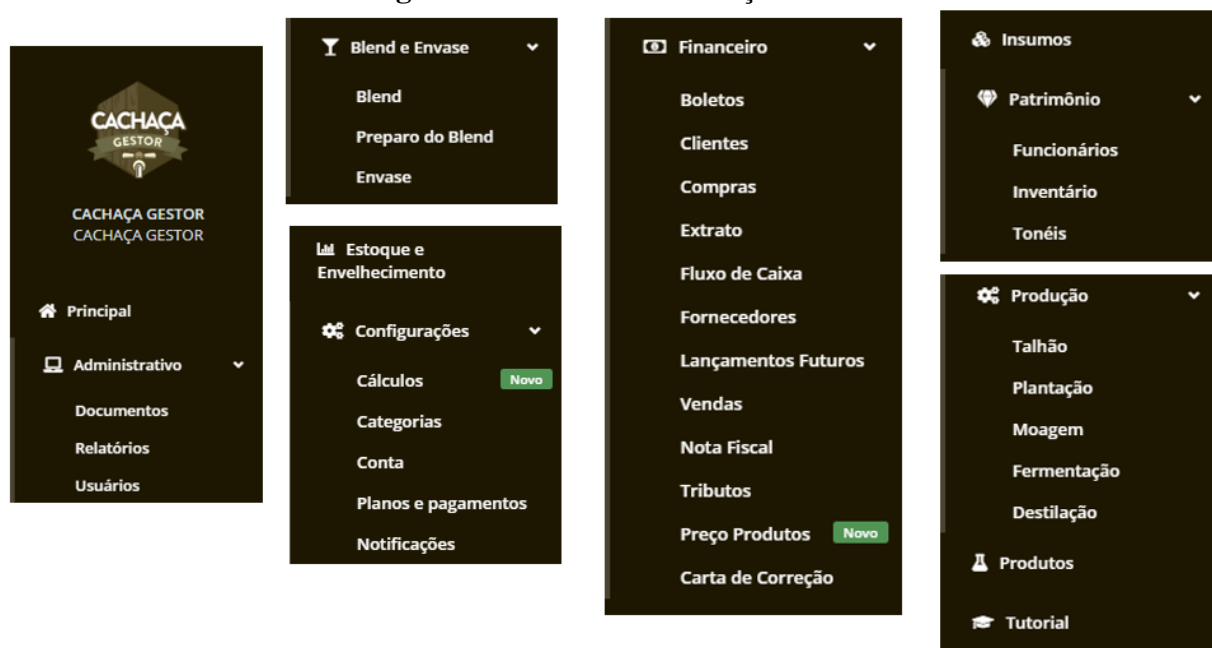 CACHAÇA
GESTOR
CACHAÇA GESTOR
CACHAÇA GESTOR
Principal
Administrativo
Documentos
Relatórios
Usuários
Blend e Envase
Blend
Preparo do Blend
Envase
Estoque e
Envelhecimento
Configurações
Cálculos Novo
Categorias
Conta
Planos e pagamentos
Notificações
Financeiro
Boletos
Clientes
Compras
Extrato
Fluxo de Caixa
Fornecedores
Lançamentos Futuros
Vendas
Nota Fiscal
Tributos
Preço Produtos Novo
Carta de Correção
Insumos
Patrimônio
Funcionários
Inventário
Tonéis
Produção
Talhão
Plantação
Moagem
Fermentação
Destilação
Produtos
Tutorial